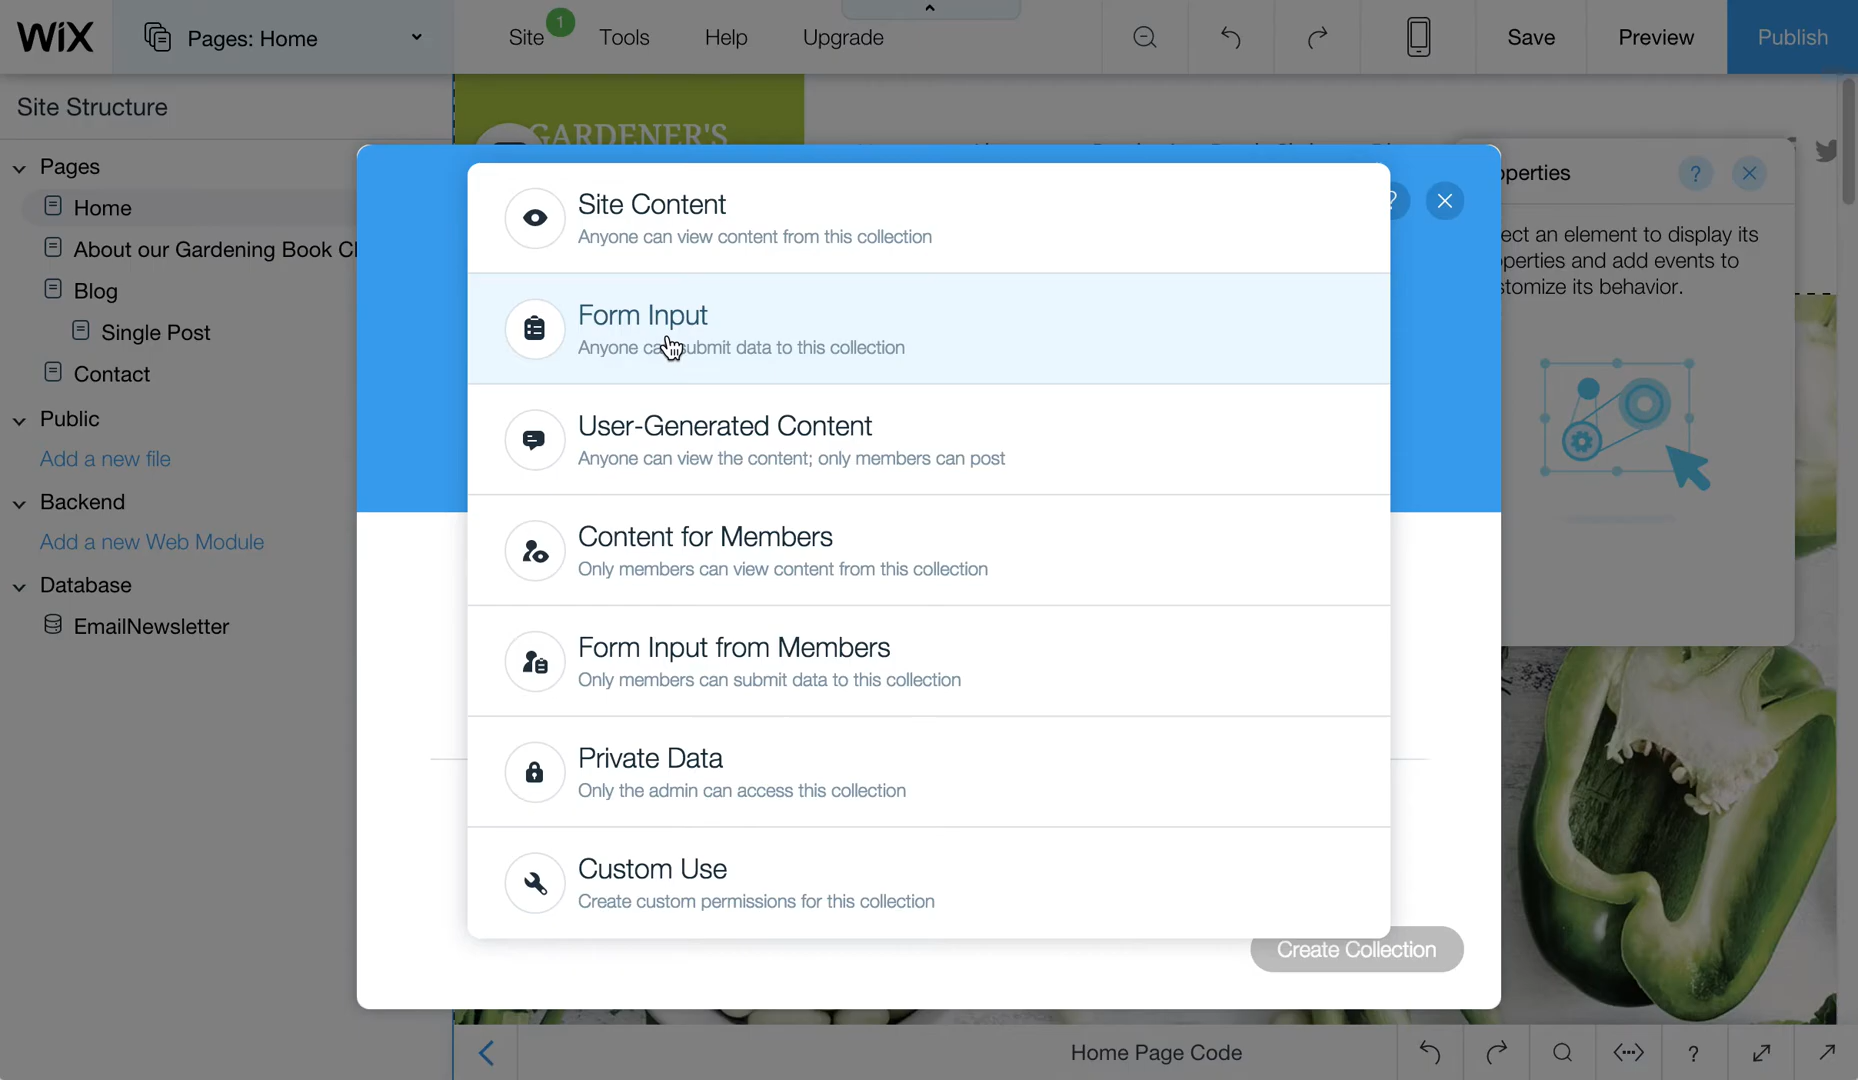 WiX
Pages: Home
Site
1
Tools
Help
Upgrade
Save
Preview
Publish
Site Structure
Pages
Home
About our Gardening Book Cl
Blog
Single Post
Contact
Public
Add a new file
Backend
Add a new Web Module
Database
EmailNewsletter
GARDENER'S
Site Content
Anyone can view content from this collection
Form Input
Anyone submit data to this collection
User-Generated Content
Anyone can view the content; only members can post
Content for Members
Only members can view content from this collection
Form Input from Members
Only members can submit data to this collection
Private Data
Only the admin can access this collection
Custom Use
Create custom permissions for this collection
Create Collection
?
operties
?
ect an element to display its
operties and add events to
stomize its behavior.
Home Page Code
?